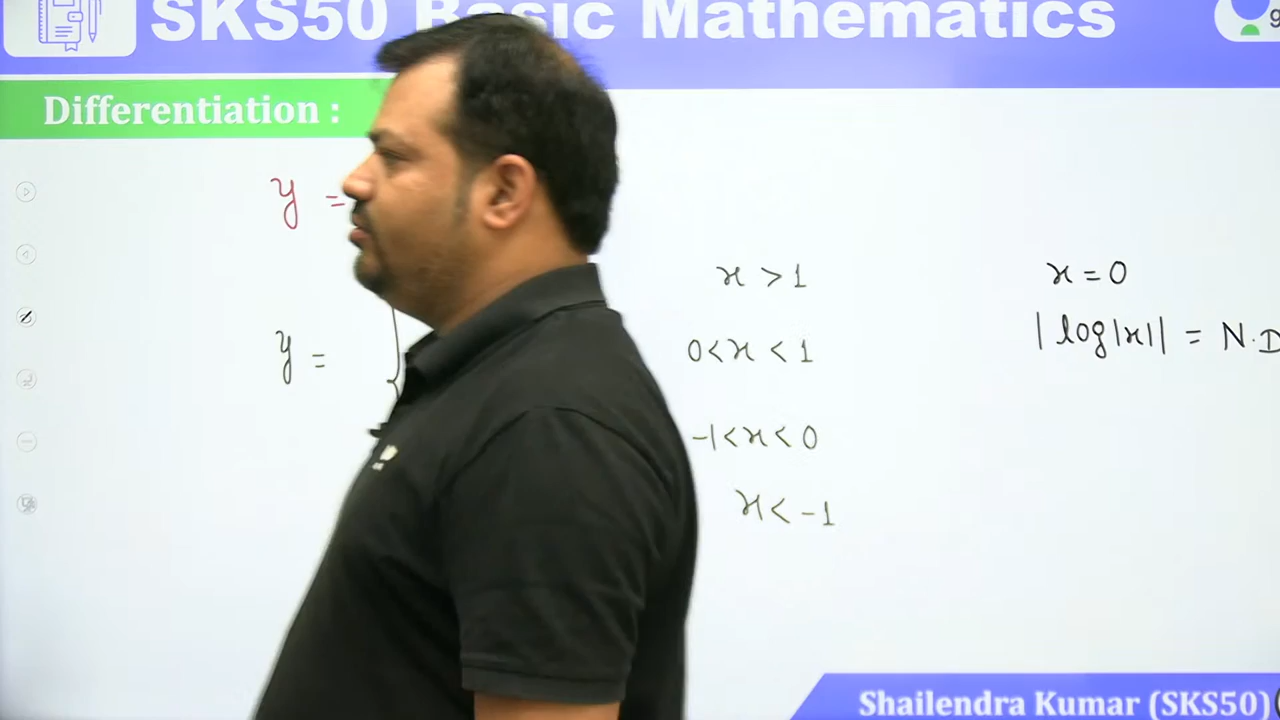 SKS50 Basic Mathematics
Differentiation :
y =
x > 1
x = 0
|log|x|| = N.D
y =
0 < x < 1
-1 < x < 0
x < -1
Shailendra Kumar (SKS50)